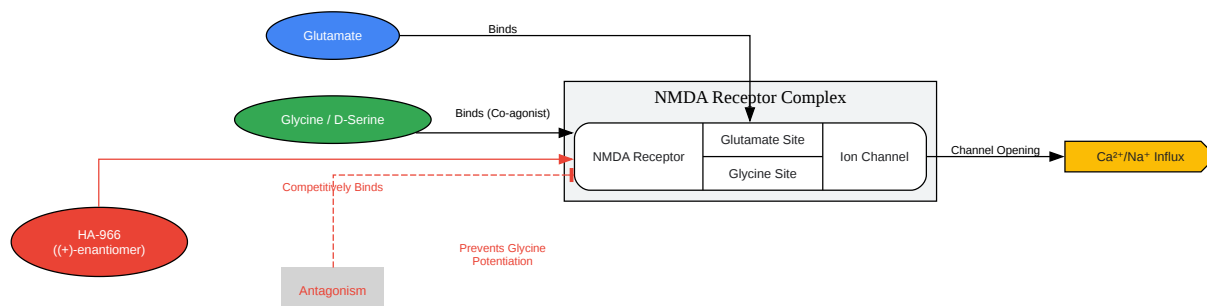 Glutamate
Binds
NMDA Receptor Complex
Glycine / D-Serine
Binds (Co-agonist)
NMDA Receptor
Glutamate Site
Glycine Site
Ion Channel
Channel Opening
Ca²⁺/Na⁺ Influx
Competitively Binds
HA-966
((+)-enantiomer)
Prevents Glycine
Potentiation
Antagonism